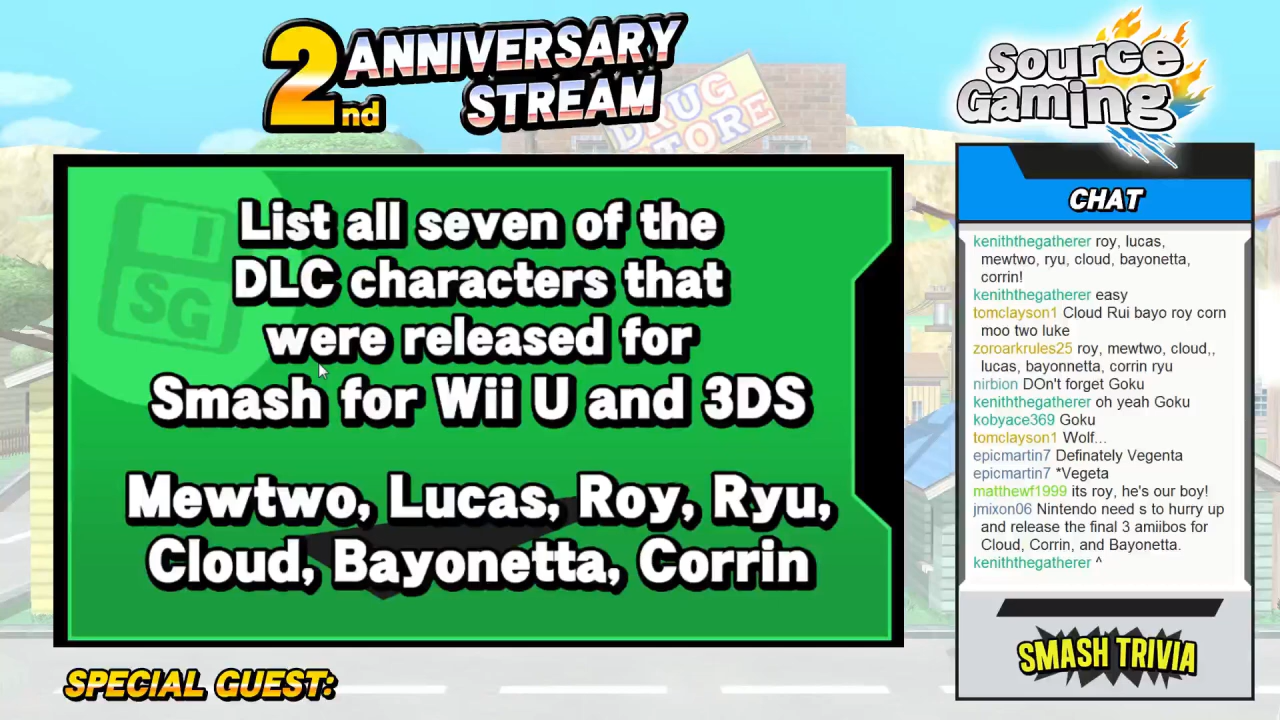 2nd ANNIVERSARY
STREAM
DRUG
STORE
Source
Gaming
SG
List all seven of the
DLC characters that
were released for
Smash for Wii U and 3DS
Mewtwo, Lucas, Roy, Ryu,
Cloud, Bayonetta, Corrin
CHAT
keniththegatherer roy, lucas,
mewtwo, ryu, cloud, bayonetta,
corrin!
keniththegatherer easy
tomclayson1 Cloud Rui bayo roy corn
moo two luke
zoroarkrules25 roy, mewtwo, cloud,,
lucas, bayonnetta, corrin ryu
nirbion DOn't forget Goku
keniththegatherer oh yeah Goku
kobyace369 Goku
tomclayson1 Wolf...
epicmartin7 Definately Vegenta
epicmartin7 *Vegeta
matthewf1999 its roy, he's our boy!
jmixon06 Nintendo need s to hurry up
and release the final 3 amiibos for
Cloud, Corrin, and Bayonetta.
keniththegatherer ^
SMASH TRIVIA
SPECIAL GUEST: